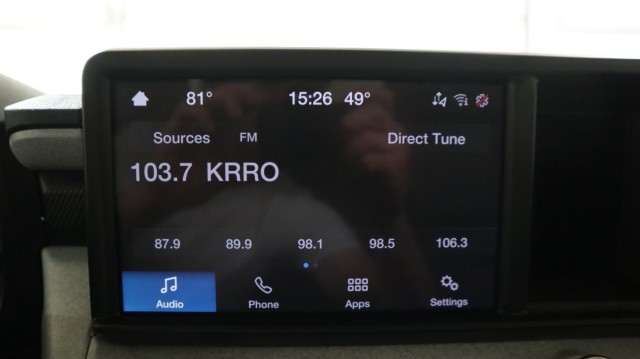 81° 15:26 49°
Sources FM Direct Tune
103.7 KRRO
87.9 89.9 98.1 98.5 106.3
Audio Phone Apps Settings